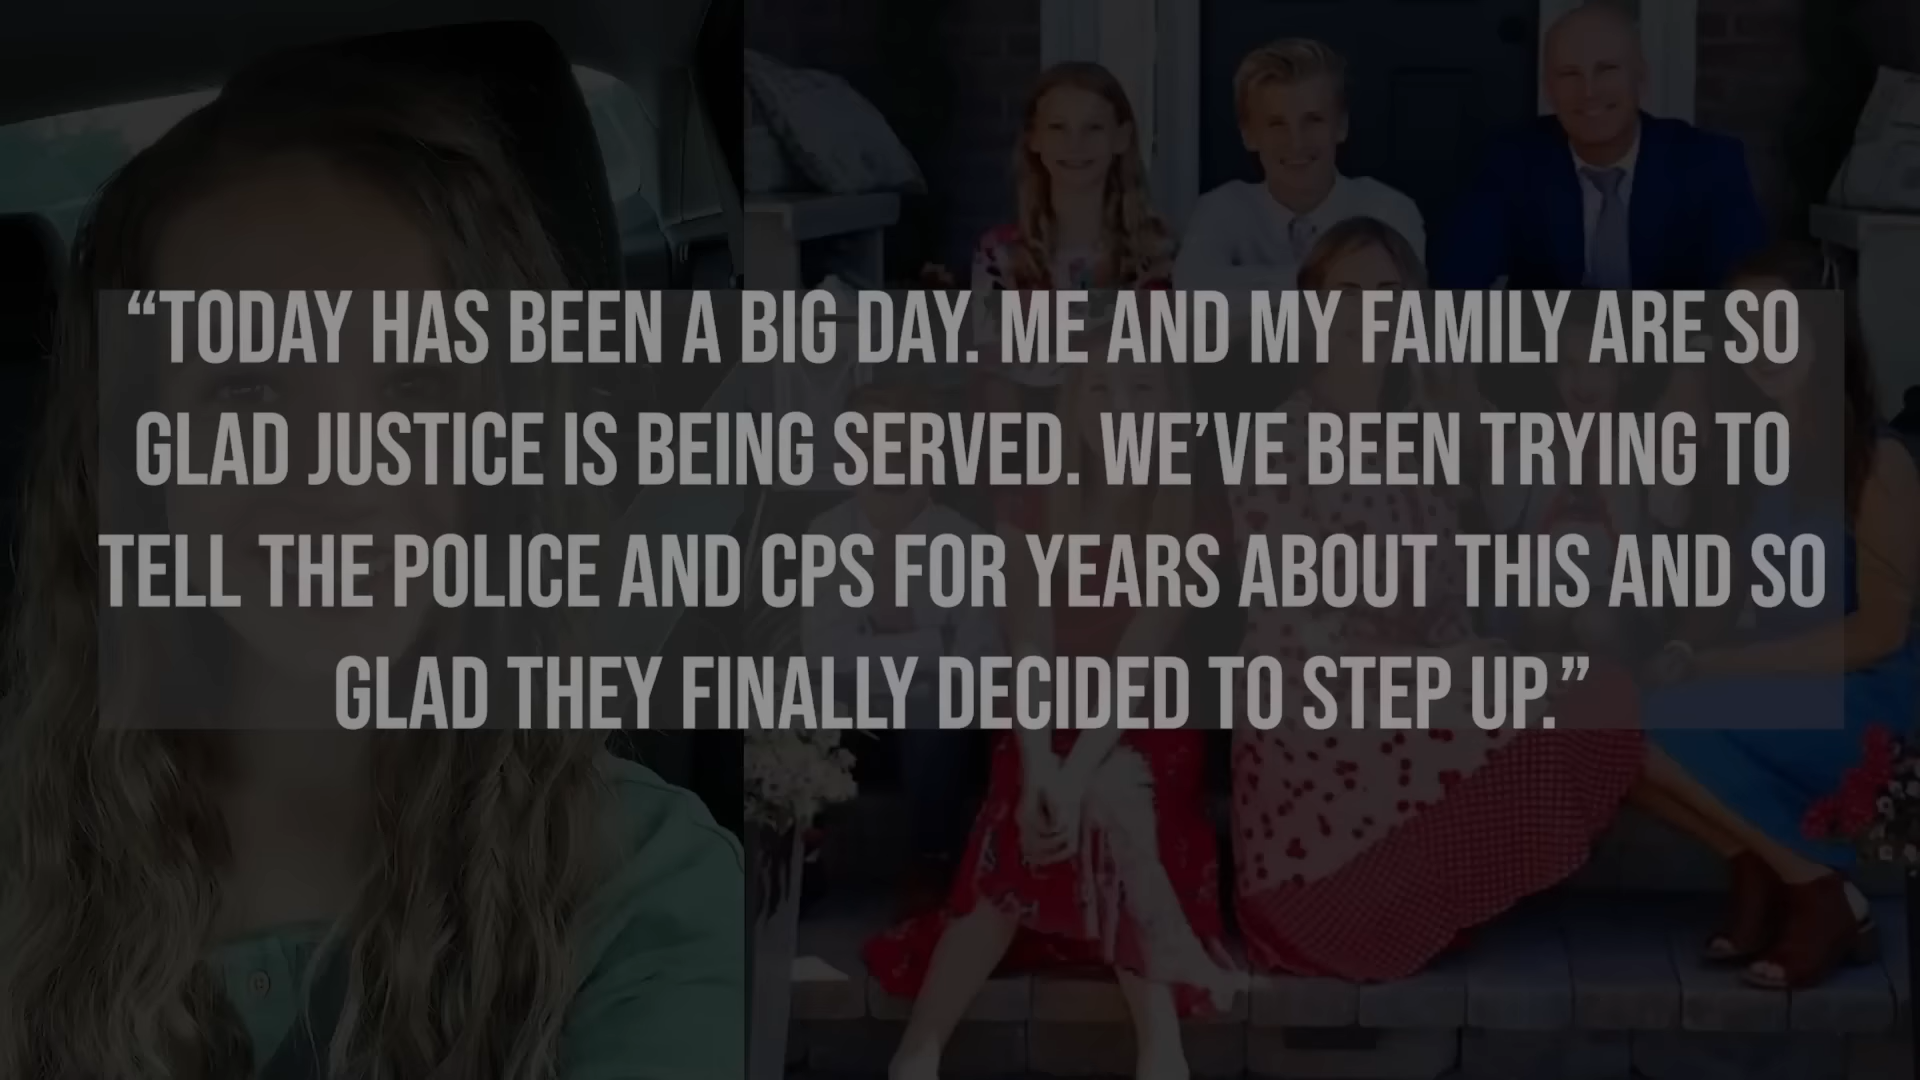 “TODAY HAS BEEN A BIG DAY. ME AND MY FAMILY ARE SO
GLAD JUSTICE IS BEING SERVED. WE’VE BEEN TRYING TO
TELL THE POLICE AND CPS FOR YEARS ABOUT THIS AND SO
GLAD THEY FINALLY DECIDED TO STEP UP.”